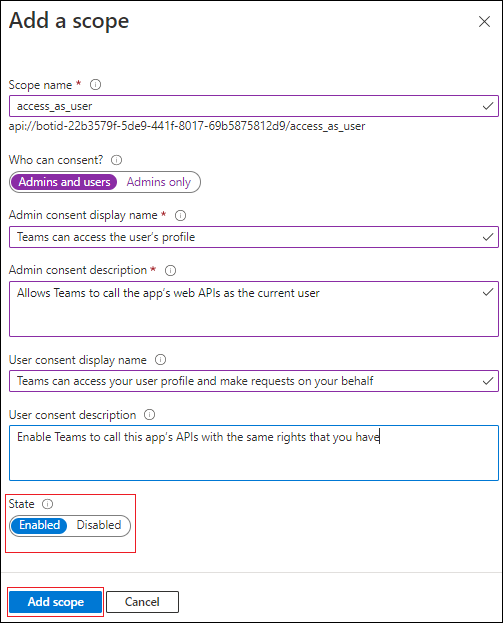 Add a scope
Scope name *
access_as_user
api://botid-22b3579f-5de9-441f-8017-69b5875812d9/access_as_user
Who can consent?
Admins and users Admins only
Admin consent display name *
Teams can access the user's profile
Admin consent description *
Allows Teams to call the app's web APIs as the current user
User consent display name
Teams can access your user profile and make requests on your behalf
User consent description
Enable Teams to call this app's APIs with the same rights that you have
State
Enabled Disabled
Add scope Cancel